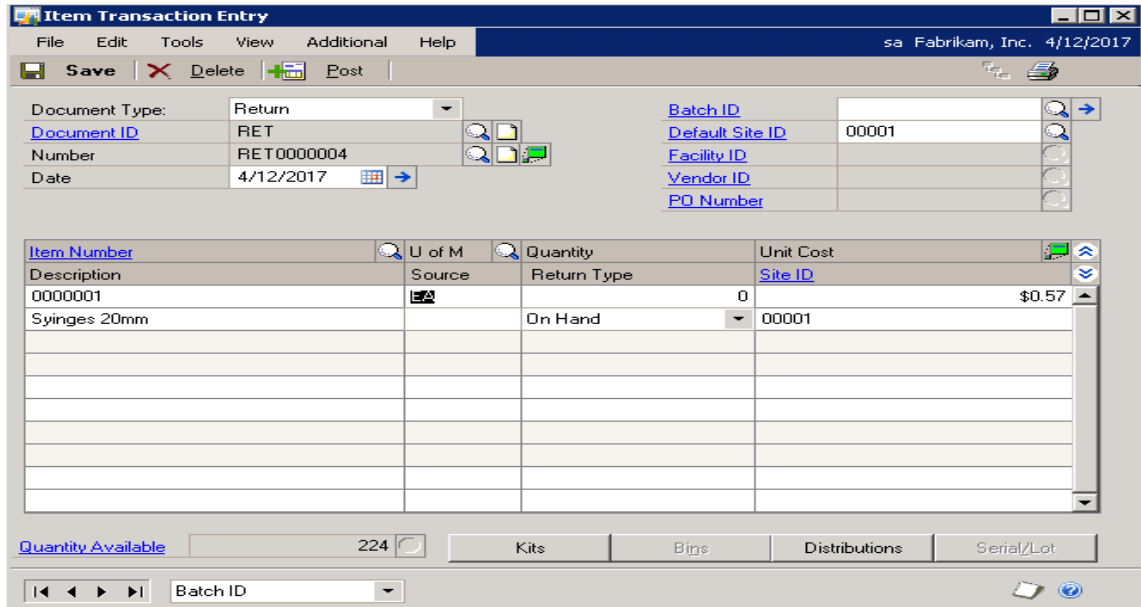 Item Transaction Entry
File Edit Tools View Additional Help sa Fabrikam, Inc. 4/12/2017
Save Delete Post
Document Type: Return Batch ID
Document ID RET Default Site ID 00001
Number RET0000004 Facility ID
Date 4/12/2017 Vendor ID
PO Number
Item Number U of M Quantity Unit Cost
Description Source Return Type Site ID
0000001 EA 0 $0.57
Syinges 20mm On Hand 00001
Quantity Available 224 Kits Bins Distributions Serial/Lot
Batch ID